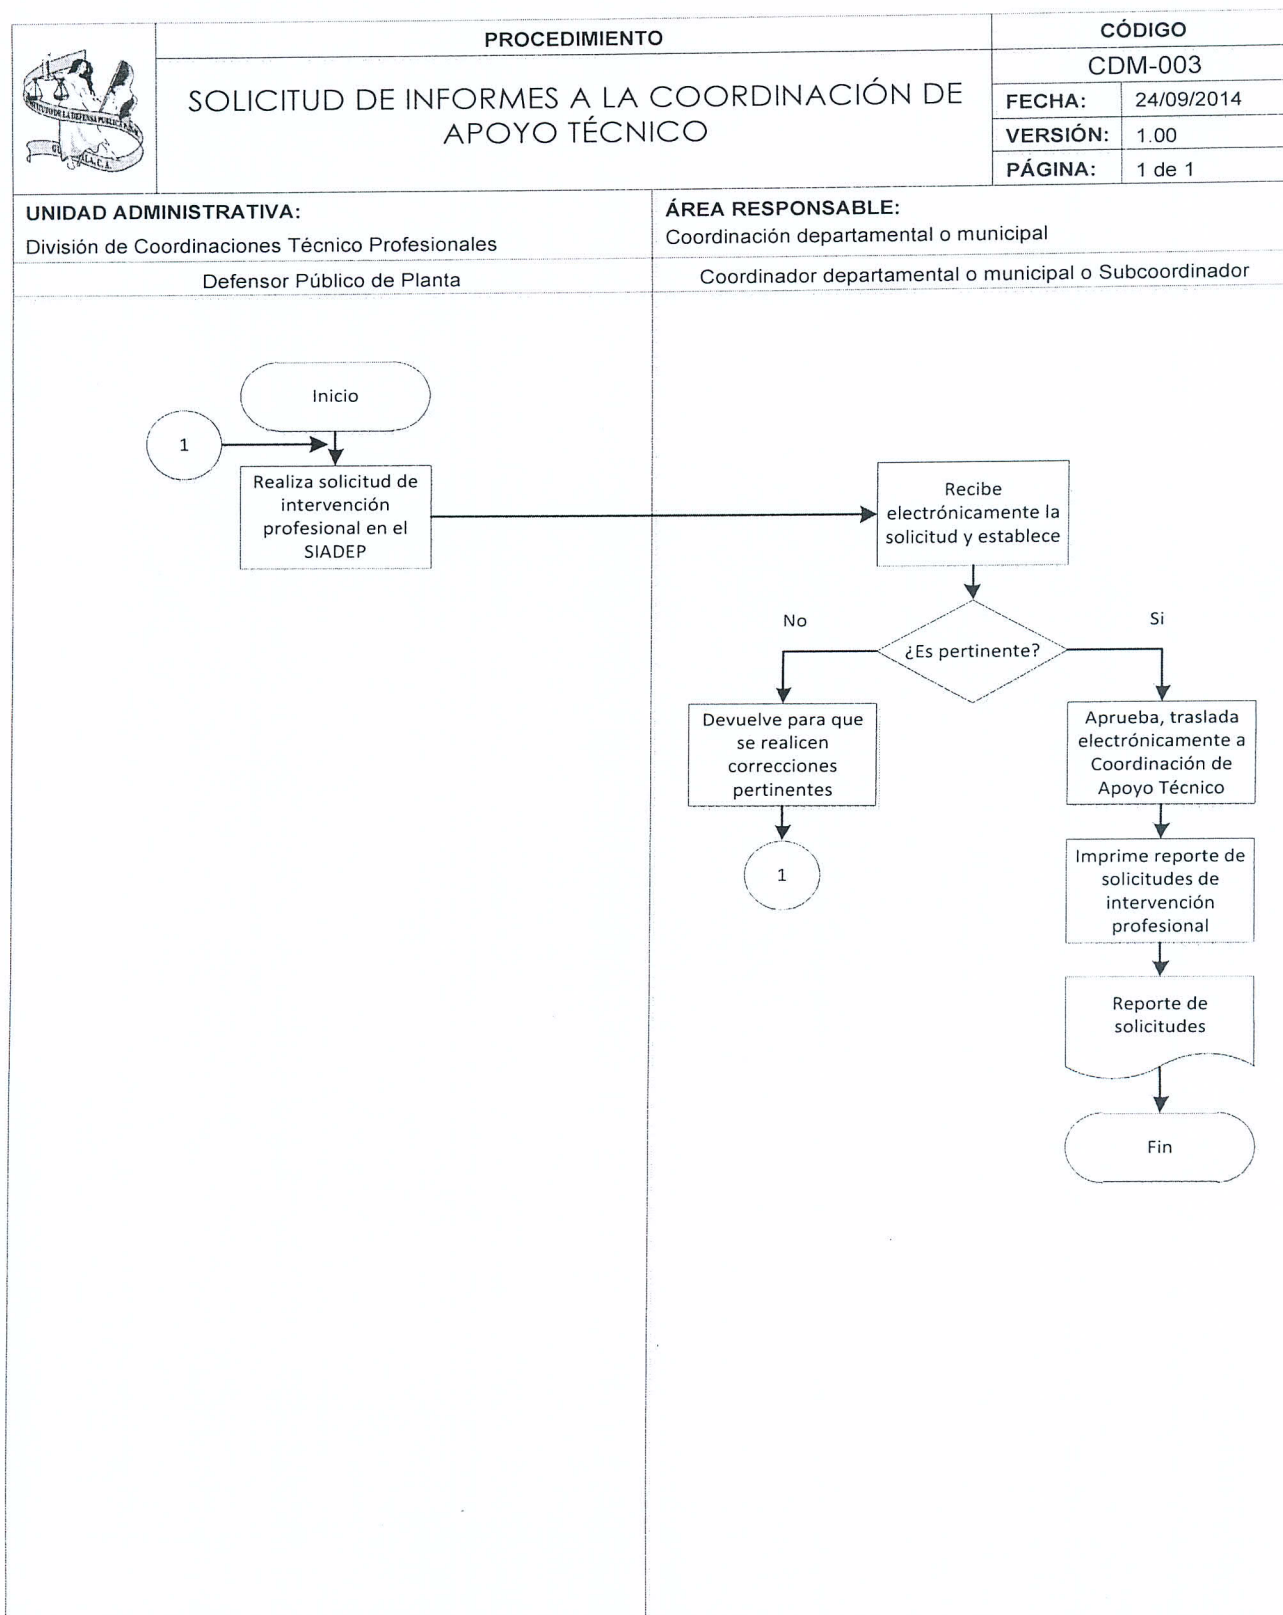 PROCEDIMIENTO
SOLICITUD DE INFORMES A LA COORDINACIÓN DE
APOYO TÉCNICO
CÓDIGO
CDM-003
FECHA: 24/09/2014
VERSIÓN: 1.00
PÁGINA: 1 de 1
UNIDAD ADMINISTRATIVA:
División de Coordinaciones Técnico Profesionales
ÁREA RESPONSABLE:
Coordinación departamental o municipal
Defensor Público de Planta
Coordinador departamental o municipal o Subcoordinador
Inicio
1
Realiza solicitud de
intervención
profesional en el
SIADEP
Recibe
electrónicamente la
solicitud y establece
¿Es pertinente?
No
Si
Devuelve para que
se realicen
correcciones
pertinentes
1
Aprueba, traslada
electrónicamente a
Coordinación de
Apoyo Técnico
Imprime reporte de
solicitudes de
intervención
profesional
Reporte de
solicitudes
Fin